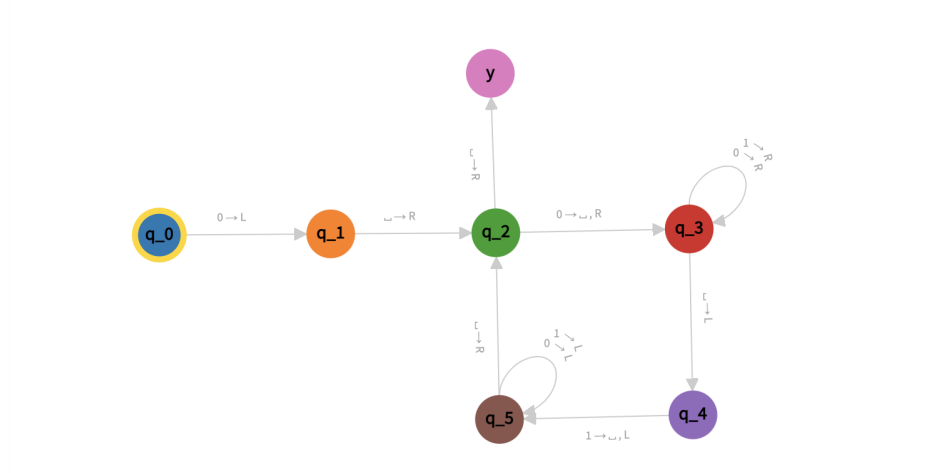 y
1→R
0→R
␣→R
0→L
␣→R
0→␣,R
q_0
q_1
q_2
q_3
␣→L
␣→R
1→L
0→L
q_5
q_4
1→␣,L